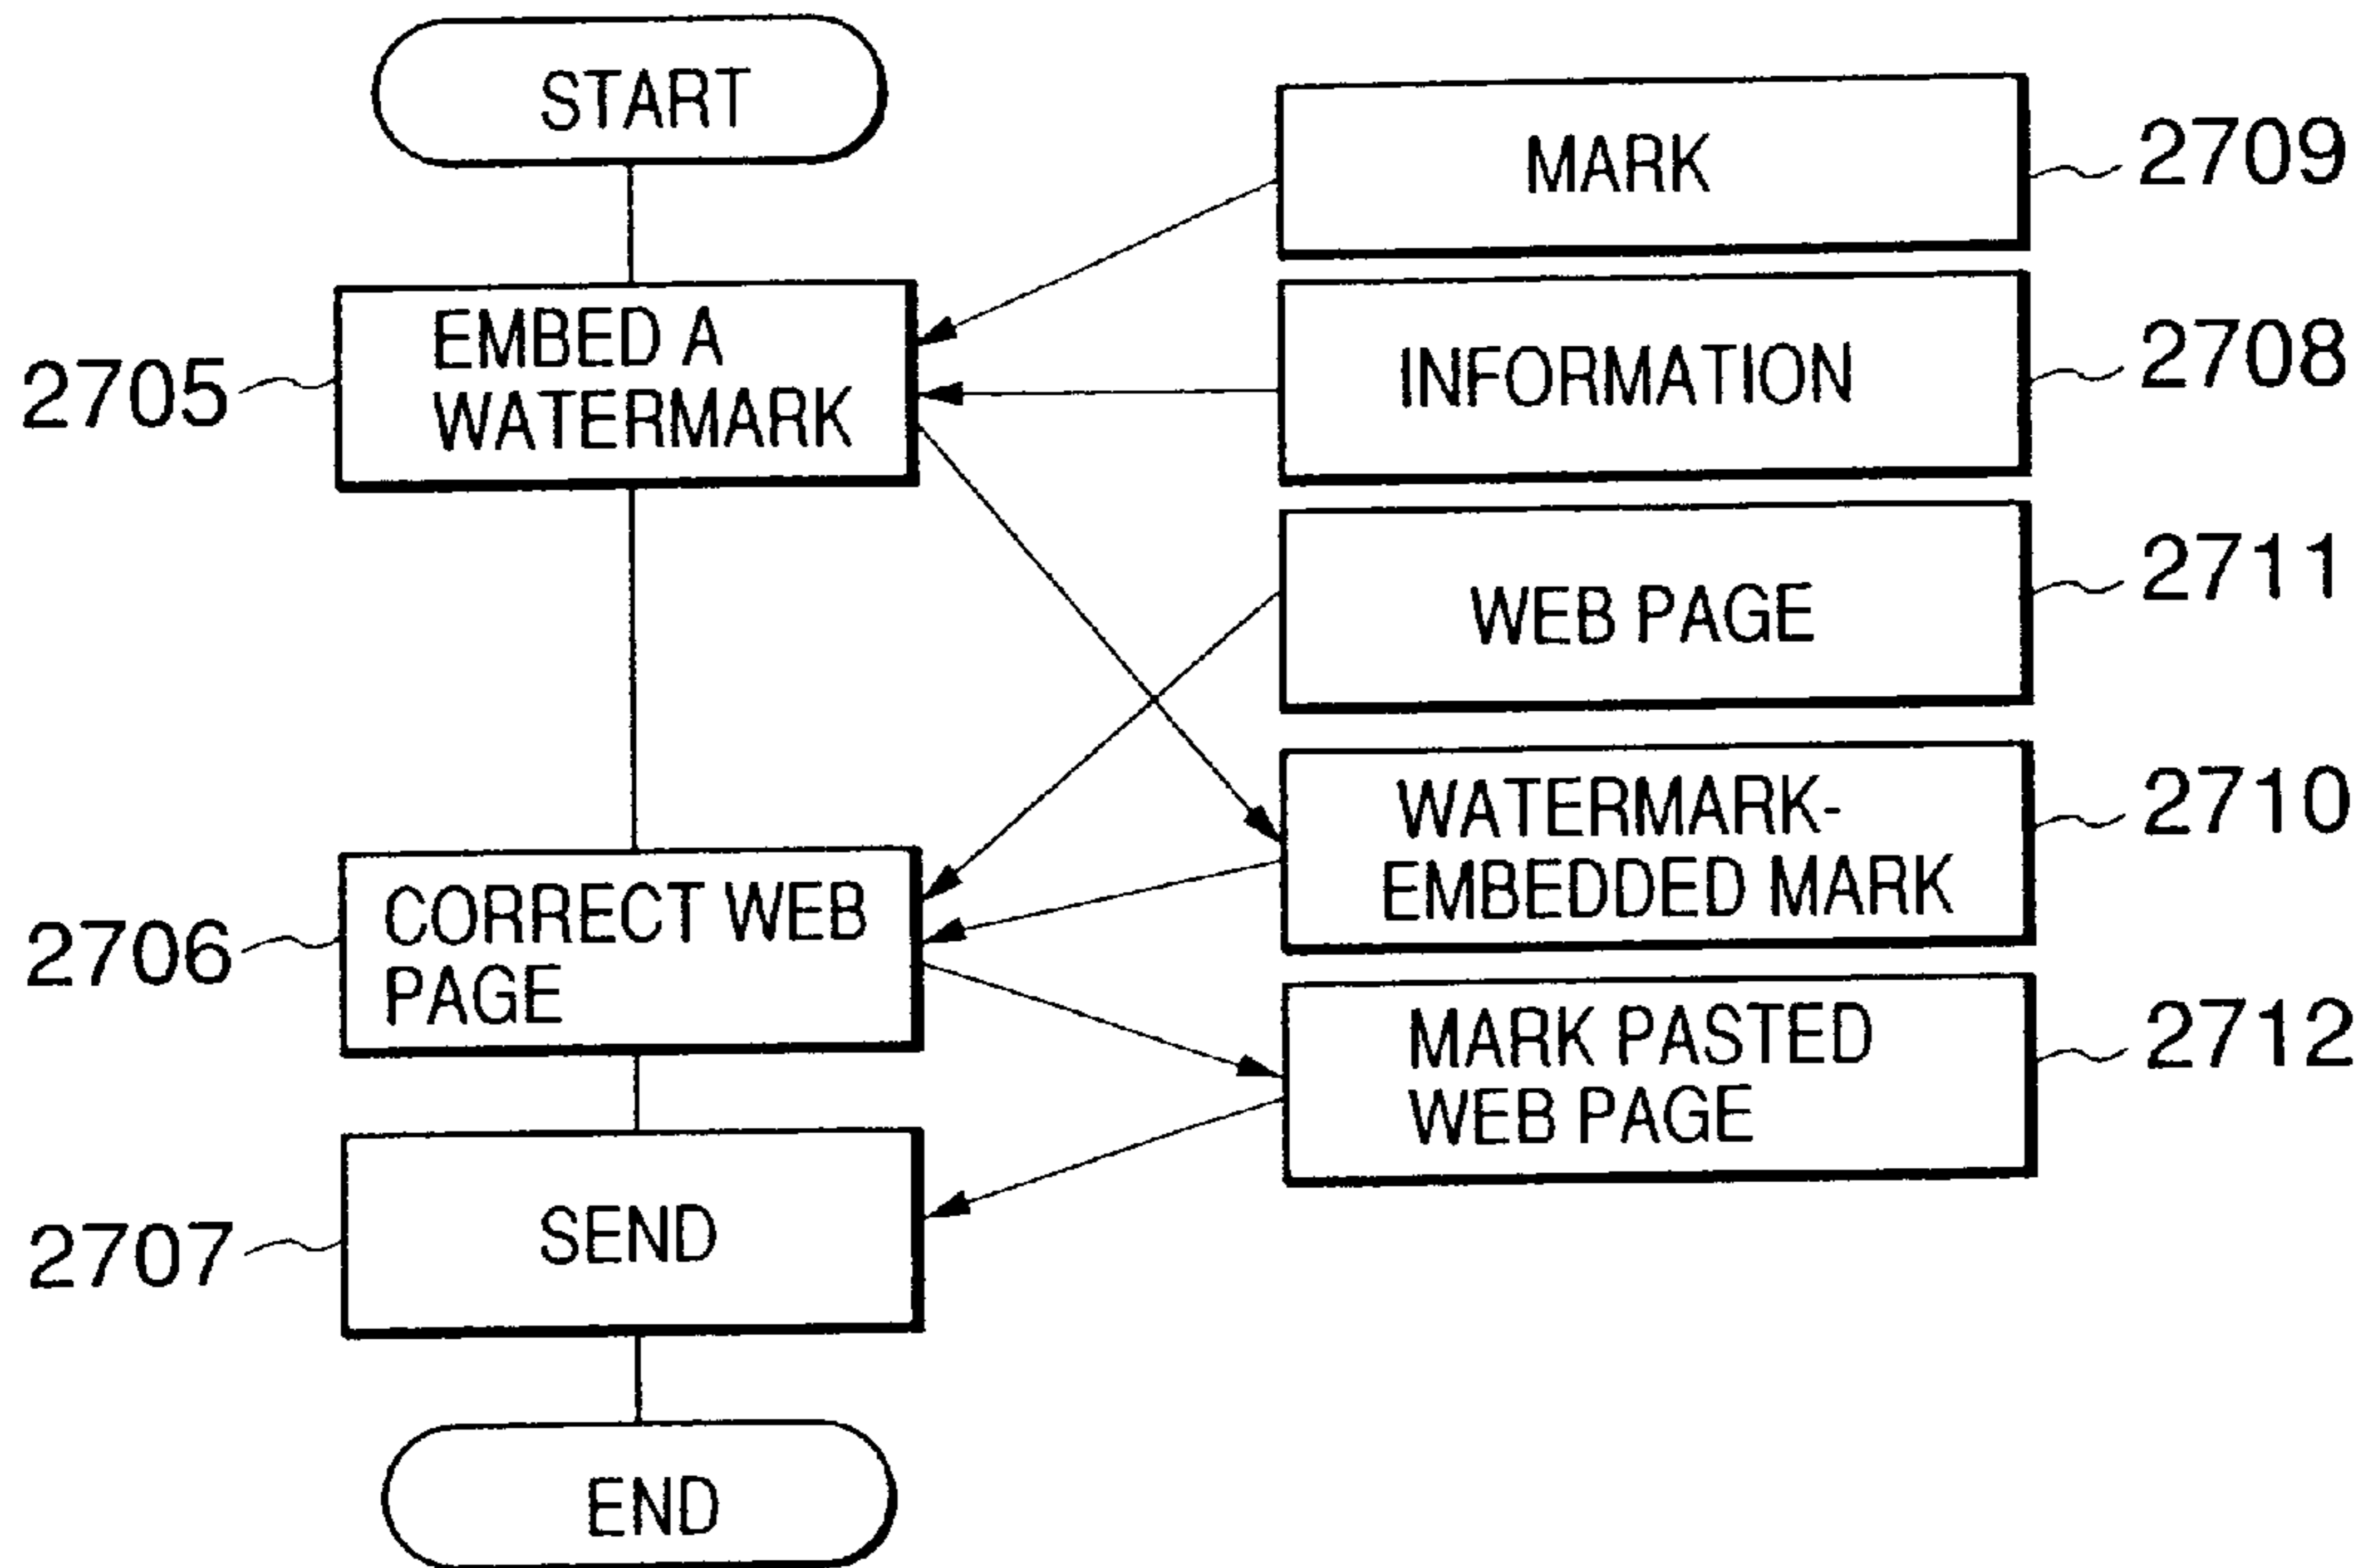 START
MARK
2709
EMBED A
WATERMARK
2705
INFORMATION
2708
WEB PAGE
2711
WATERMARK-
EMBEDDED MARK
2710
CORRECT WEB
PAGE
2706
MARK PASTED
WEB PAGE
2712
SEND
2707
END